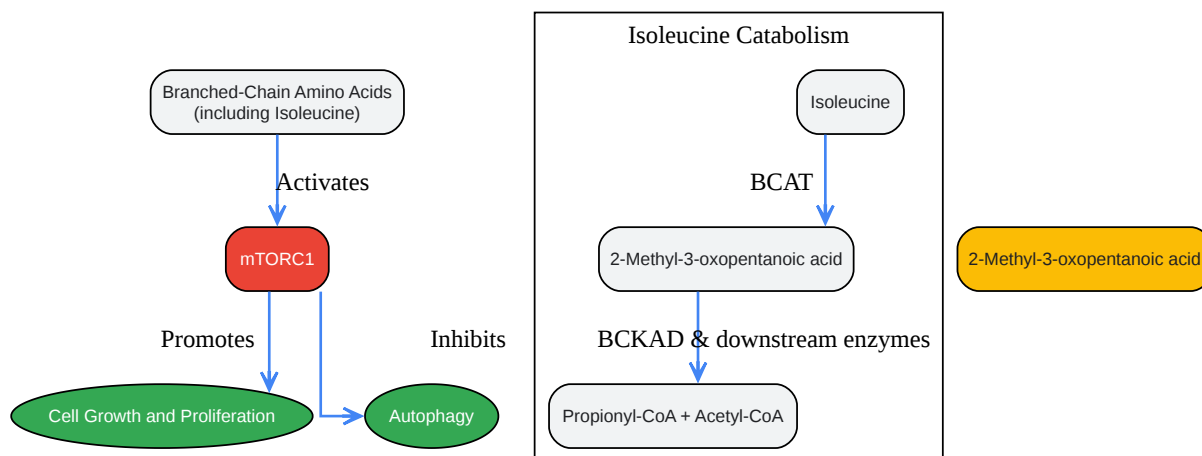 Isoleucine Catabolism
Branched-Chain Amino Acids
(including Isoleucine)
Isoleucine
Activates
BCAT
mTORC1
2-Methyl-3-oxopentanoic acid
2-Methyl-3-oxopentanoic acid
Promotes
Inhibits
BCKAD & downstream enzymes
Cell Growth and Proliferation
Autophagy
Propionyl-CoA + Acetyl-CoA